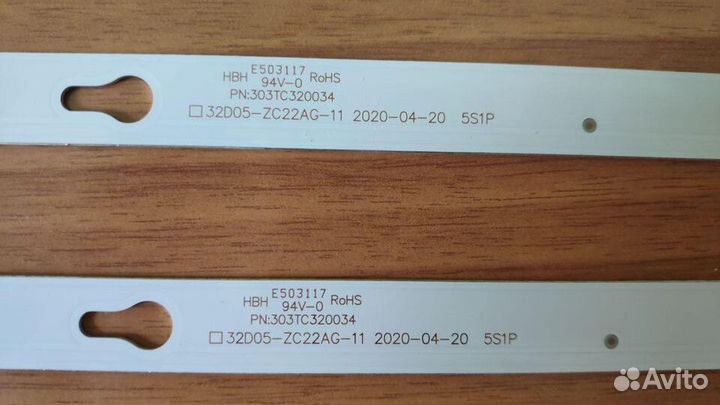 E503117
HBH 94V-0 RoHS
PN:303TC320034
32D05-ZC22AG-11 2020-04-20 5S1P
E503117
HBH 94V-0 RoHS
PN:303TC320034
32D05-ZC22AG-11 2020-04-20 5S1P
Avito